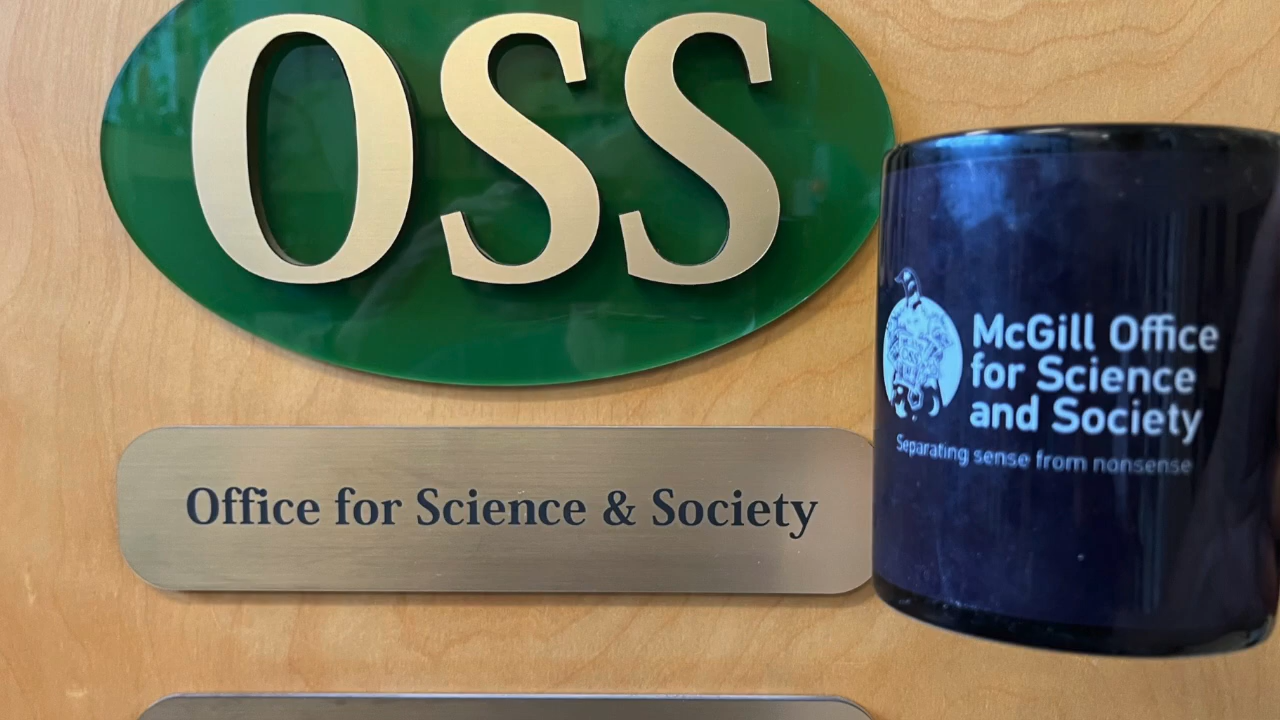 OSS
Office for Science & Society
McGill Office
for Science
and Society
Separating sense from nonsense